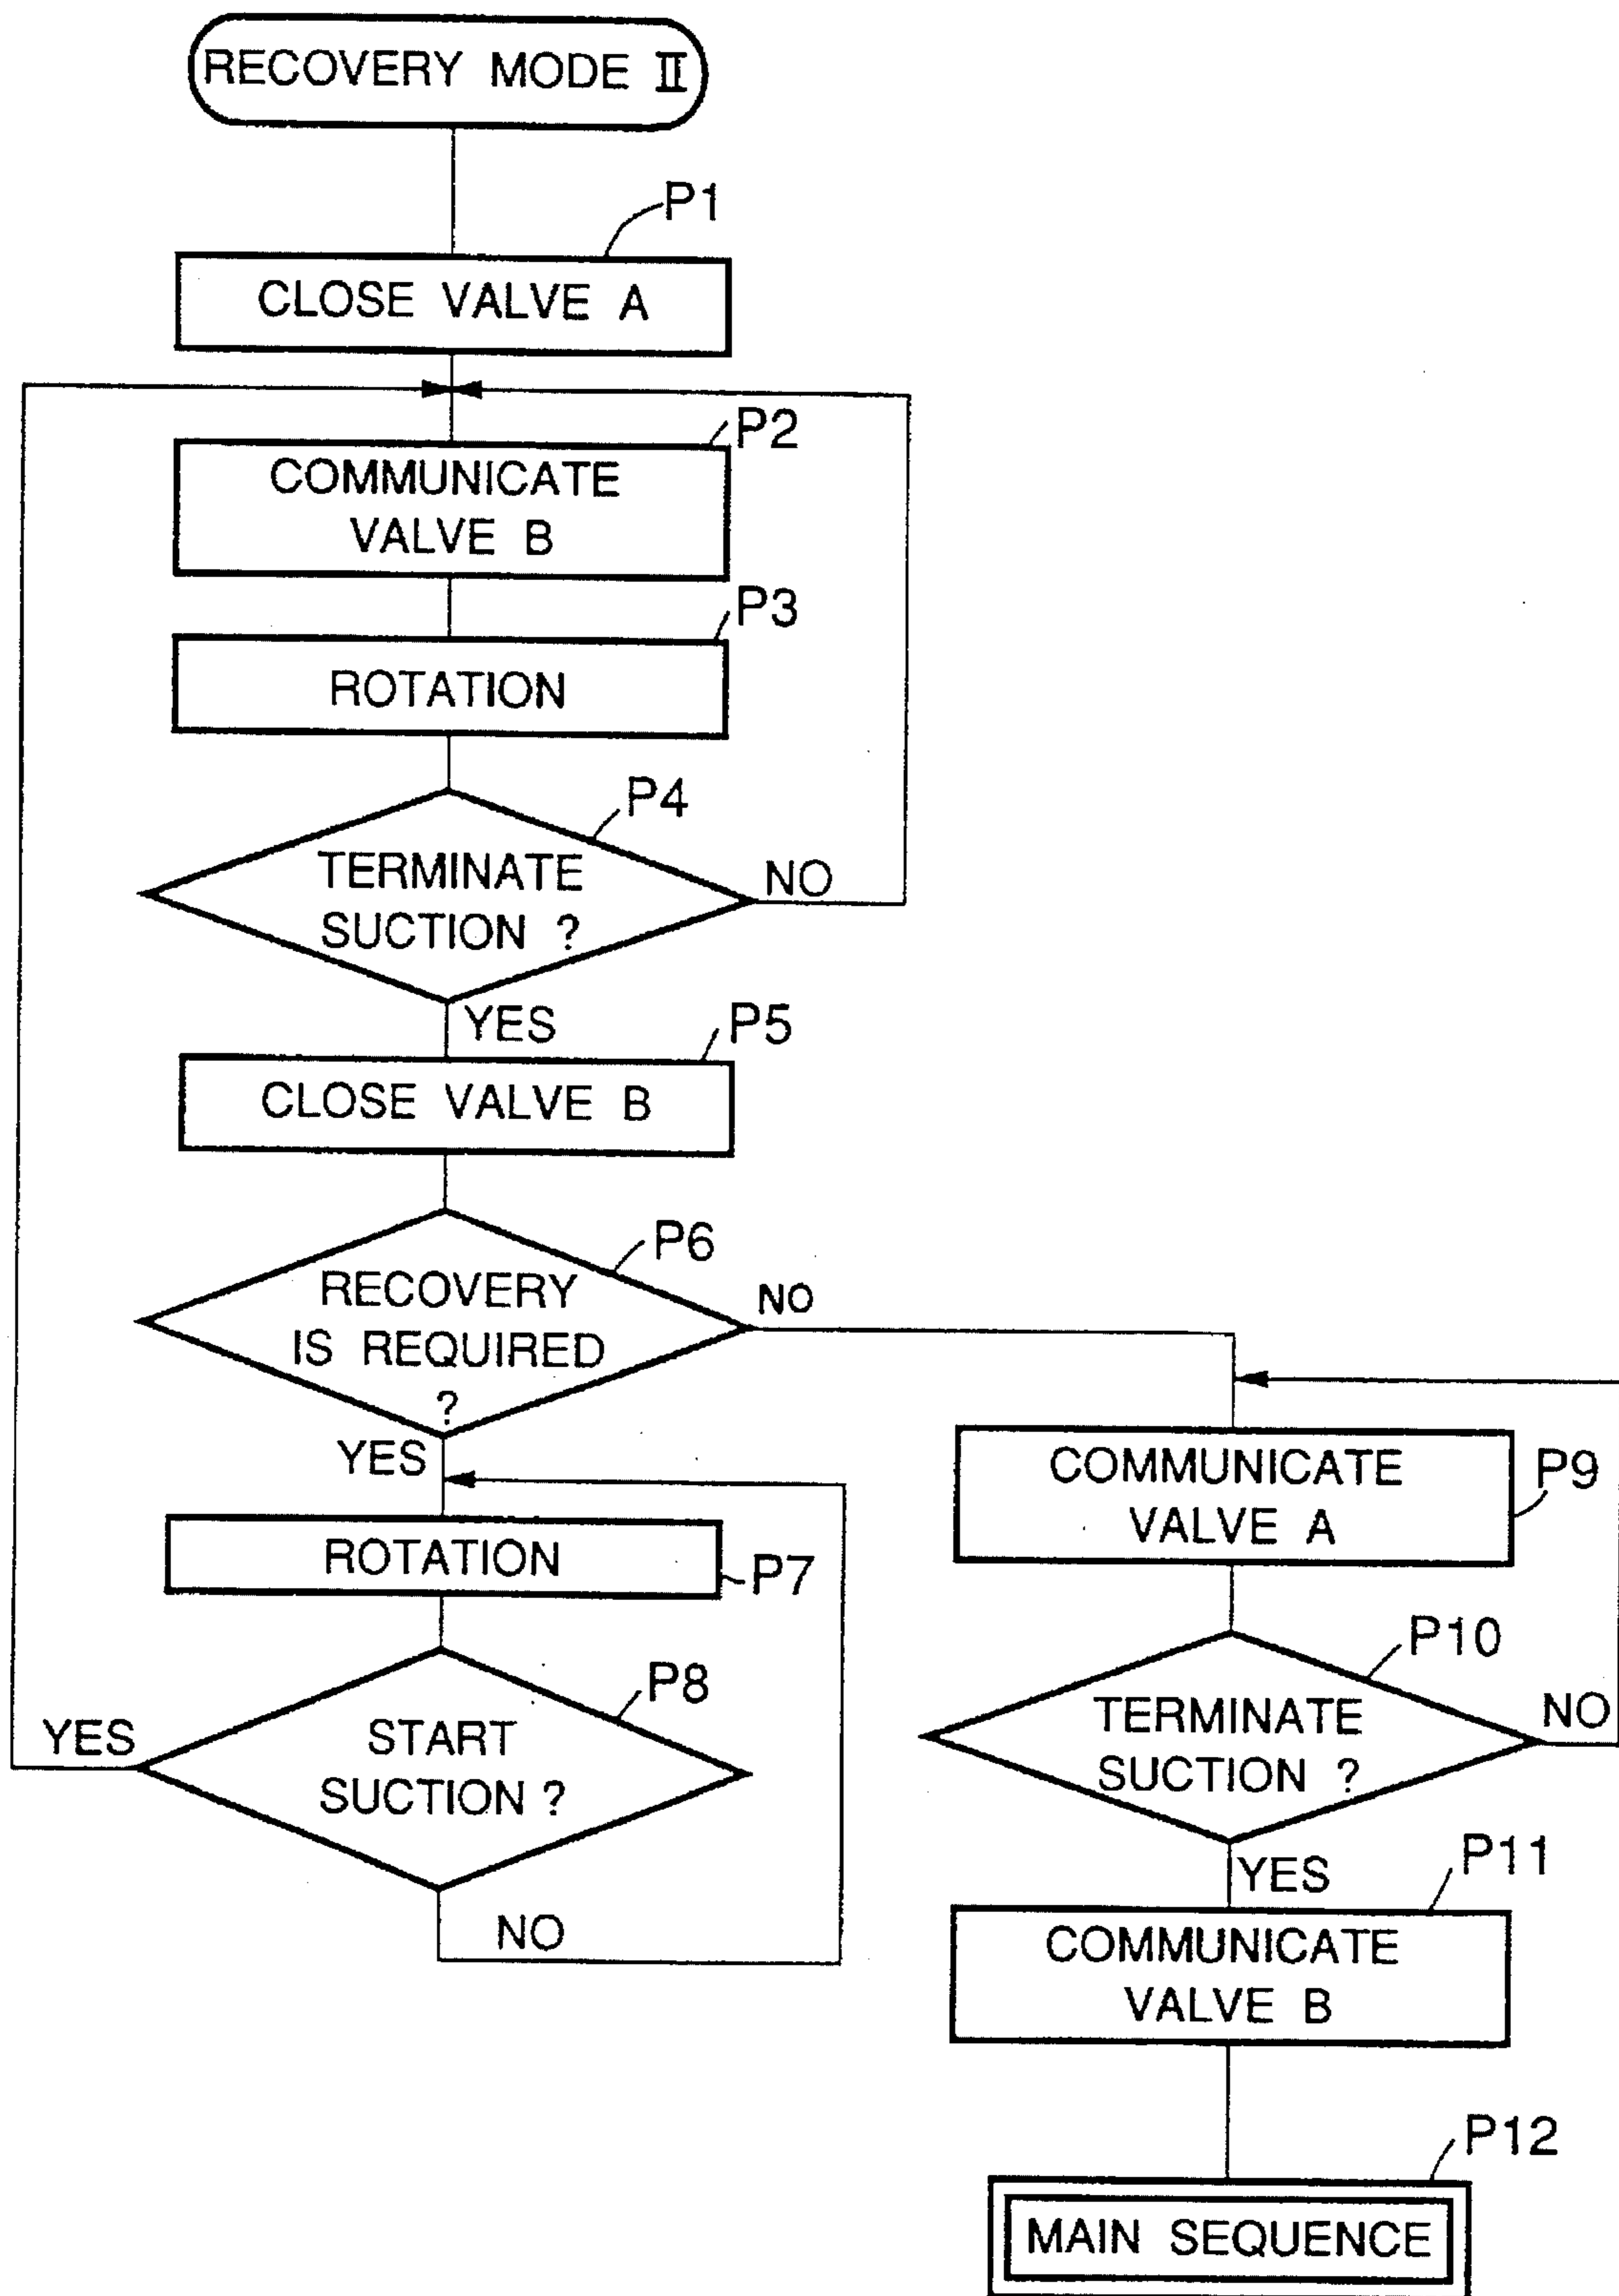 RECOVERY MODE II
P1
CLOSE VALVE A
P2
COMMUNICATE
VALVE B
P3
ROTATION
P4
TERMINATE
SUCTION ?
NO
YES
P5
CLOSE VALVE B
P6
RECOVERY
IS REQUIRED
?
NO
YES
ROTATION
P7
P8
START
SUCTION ?
YES
NO
COMMUNICATE
VALVE A
P9
P10
TERMINATE
SUCTION ?
NO
YES
P11
COMMUNICATE
VALVE B
P12
MAIN SEQUENCE